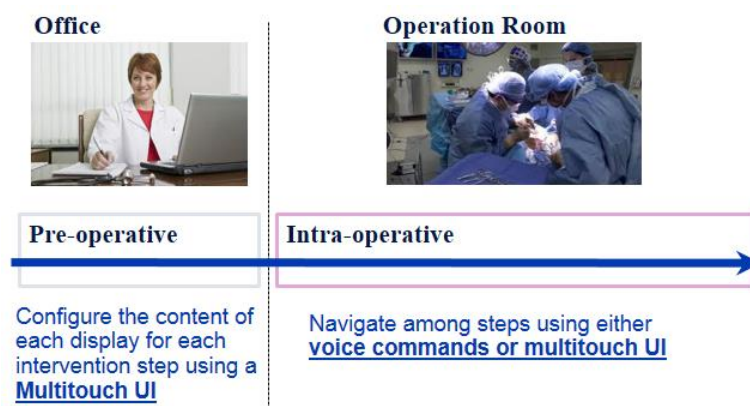 Office
Operation Room
Pre-operative
Intra-operative
Configure the content of
each display for each
intervention step using a
Multitouch UI
Navigate among steps using either
voice commands or multitouch UI